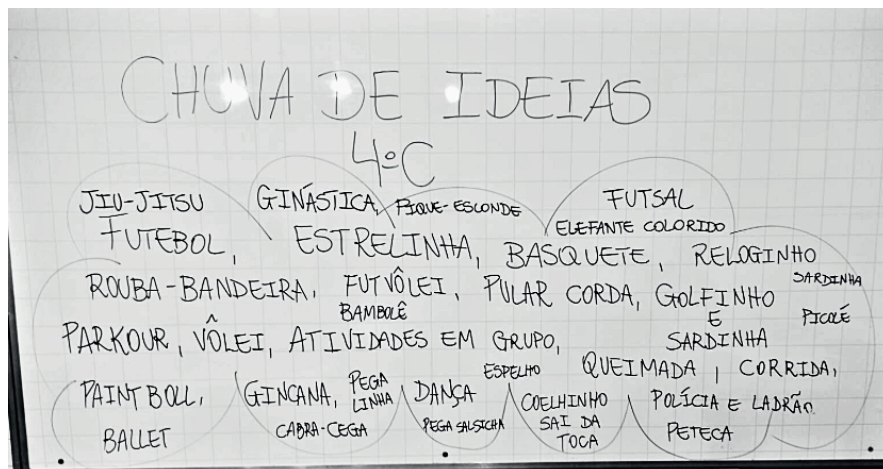 CHUVA DE IDEIAS
4ºC
JIU-JITSU GINÁSTICA, PIQUE-ESCONDE FUTSAL
ELEFANTE COLORIDO
FUTEBOL, ESTRELINHA, BASQUETE, RELOGINHO
SARDINHA
ROUBA-BANDEIRA, FUTVÔLEI, PULAR CORDA, GOLFINHO
BAMBOLÊ E PICOLÉ
PARKOUR, VÔLEI, ATIVIDADES EM GRUPO, SARDINHA
ESPELHO QUEIMADA, CORRIDA,
PAINTBOLL, GINCANA, PEGA LINHA DANÇA COELHINHO POLÍCIA E LADRÃO
BALLET CABRA-CEGA PEGA SALSICHA SAI DA PETECA
TOCA